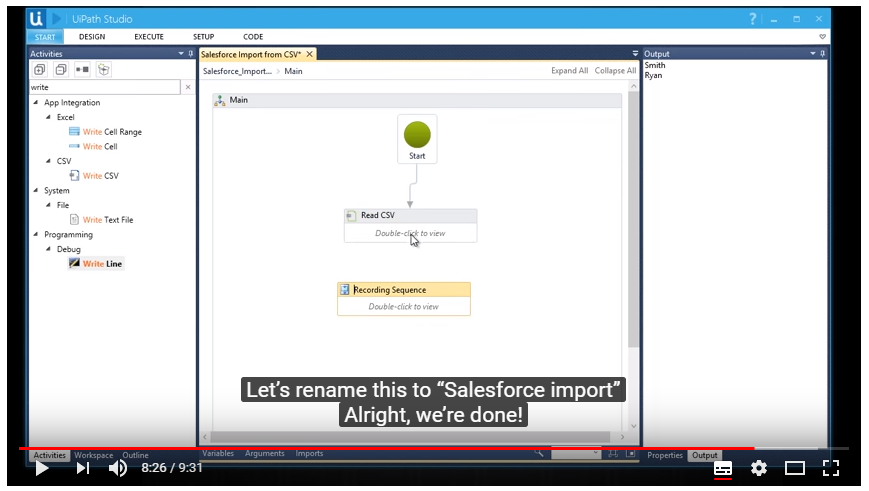 UiPath Studio
START DESIGN EXECUTE SETUP CODE
Activities
Salesforce Import from CSV*
Output
Salesforce_Import... > Main
Expand All Collapse All
Smith
Ryan
write
App Integration
Excel
Write Cell Range
Write Cell
CSV
Write CSV
System
File
Write Text File
Programming
Debug
Write Line
Main
Start
Read CSV
Double-click to view
Recording Sequence
Double-click to view
Let's rename this to “Salesforce import”
Alright, we're done!
Activities Workspace Outline
Variables Arguments Imports
Properties Output
8:26 / 9:31